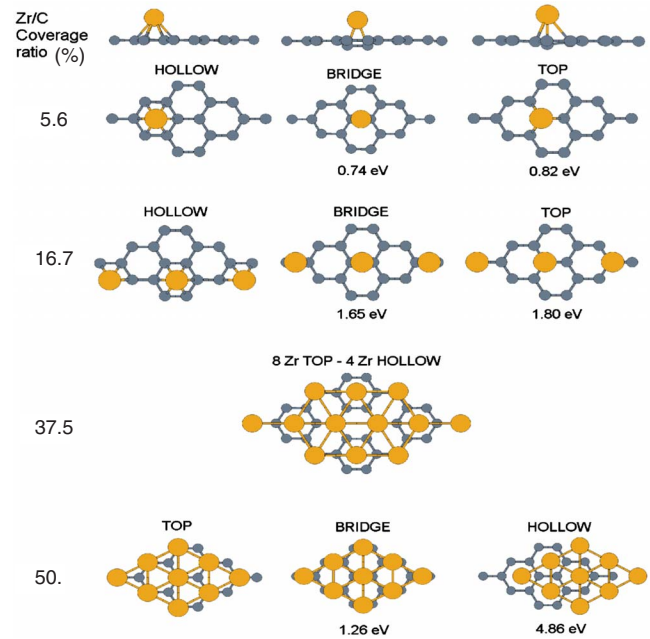 Zr/C
Coverage
ratio (%)
HOLLOW
BRIDGE
TOP
5.6
0.74 eV
0.82 eV
HOLLOW
BRIDGE
TOP
16.7
1.65 eV
1.80 eV
8 Zr TOP - 4 Zr HOLLOW
37.5
TOP
BRIDGE
HOLLOW
50.
1.26 eV
4.86 eV